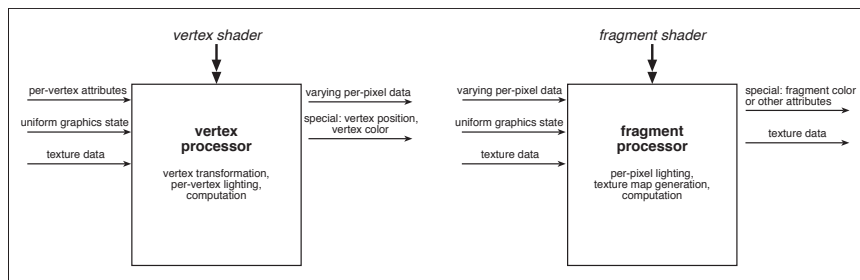 vertex shader
per-vertex attributes
uniform graphics state
texture data
vertex
processor
vertex transformation,
per-vertex lighting,
computation
varying per-pixel data
special: vertex position,
vertex color
fragment shader
varying per-pixel data
uniform graphics state
texture data
fragment
processor
per-pixel lighting,
texture map generation,
computation
special: fragment color
or other attributes
texture data